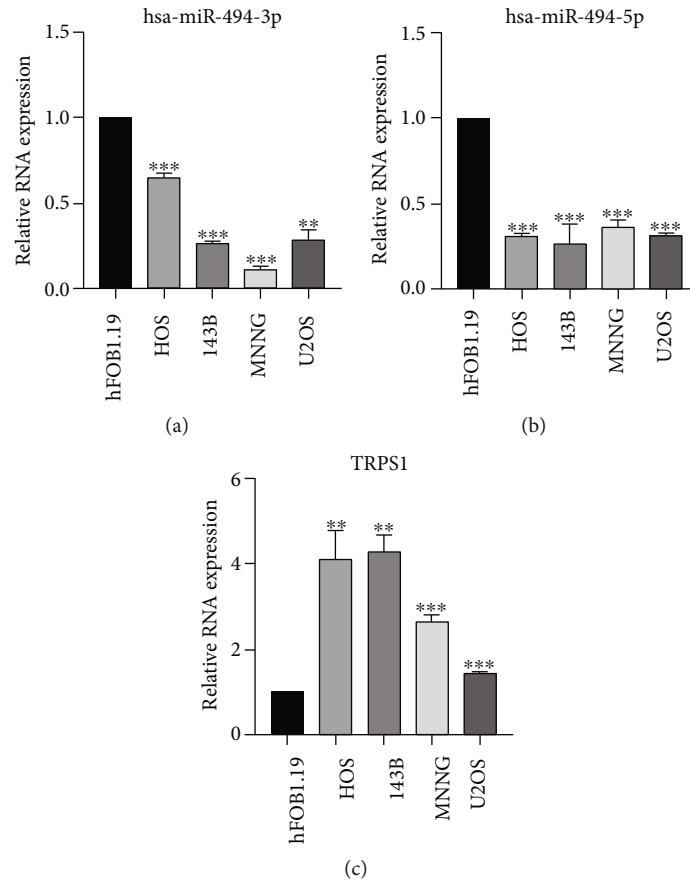 hsa-miR-494-3p
Relative RNA expression
1.5
1.0
0.5
0.0
***
***
***
**
hFOB1.19
HOS
143B
MNNG
U2OS
(a)
hsa-miR-494-5p
Relative RNA expression
1.5
1.0
0.5
0.0
***
***
***
***
hFOB1.19
HOS
143B
MNNG
U2OS
(b)
TRPS1
Relative RNA expression
6
4
2
0
**
**
***
***
hFOB1.19
HOS
143B
MNNG
U2OS
(c)